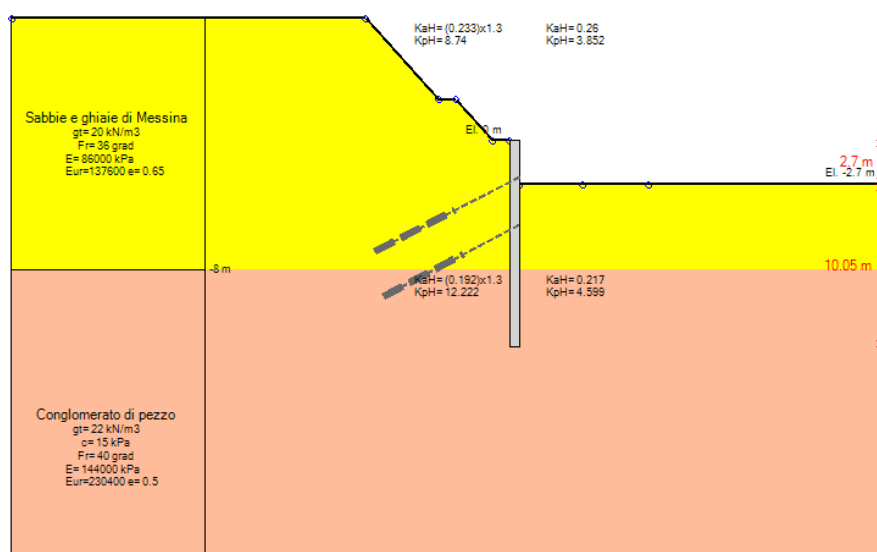 KaH= (0.233)x1.3
KpH= 8.74
KaH= 0.26
KpH= 3.852
Sabbie e ghiaie di Messina
gt= 20 kN/m3
Fr= 36 grad
E= 86000 kPa
Eur=137600 e= 0.65
El. 0 m
2.7 m
El. -2.7 m
-8 m
10.05 m
KaH= (0.192)x1.3
KpH= 12.222
KaH= 0.217
KpH= 4.599
Conglomerato di pezzo
gt= 22 kN/m3
c= 15 kPa
Fr= 40 grad
E= 144000 kPa
Eur=230400 e= 0.5